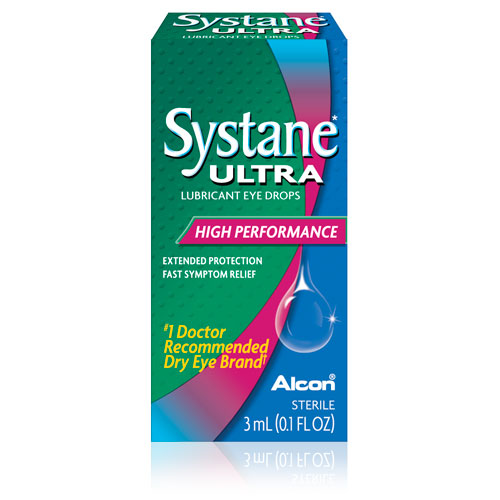 Systane®
ULTRA
LUBRICANT EYE DROPS
Systane*
ULTRA
LUBRICANT EYE DROPS
HIGH PERFORMANCE
EXTENDED PROTECTION
FAST SYMPTOM RELIEF
#1 Doctor
Recommended
Dry Eye Brand†
Alcon®
STERILE
3 mL (0.1 FL OZ)